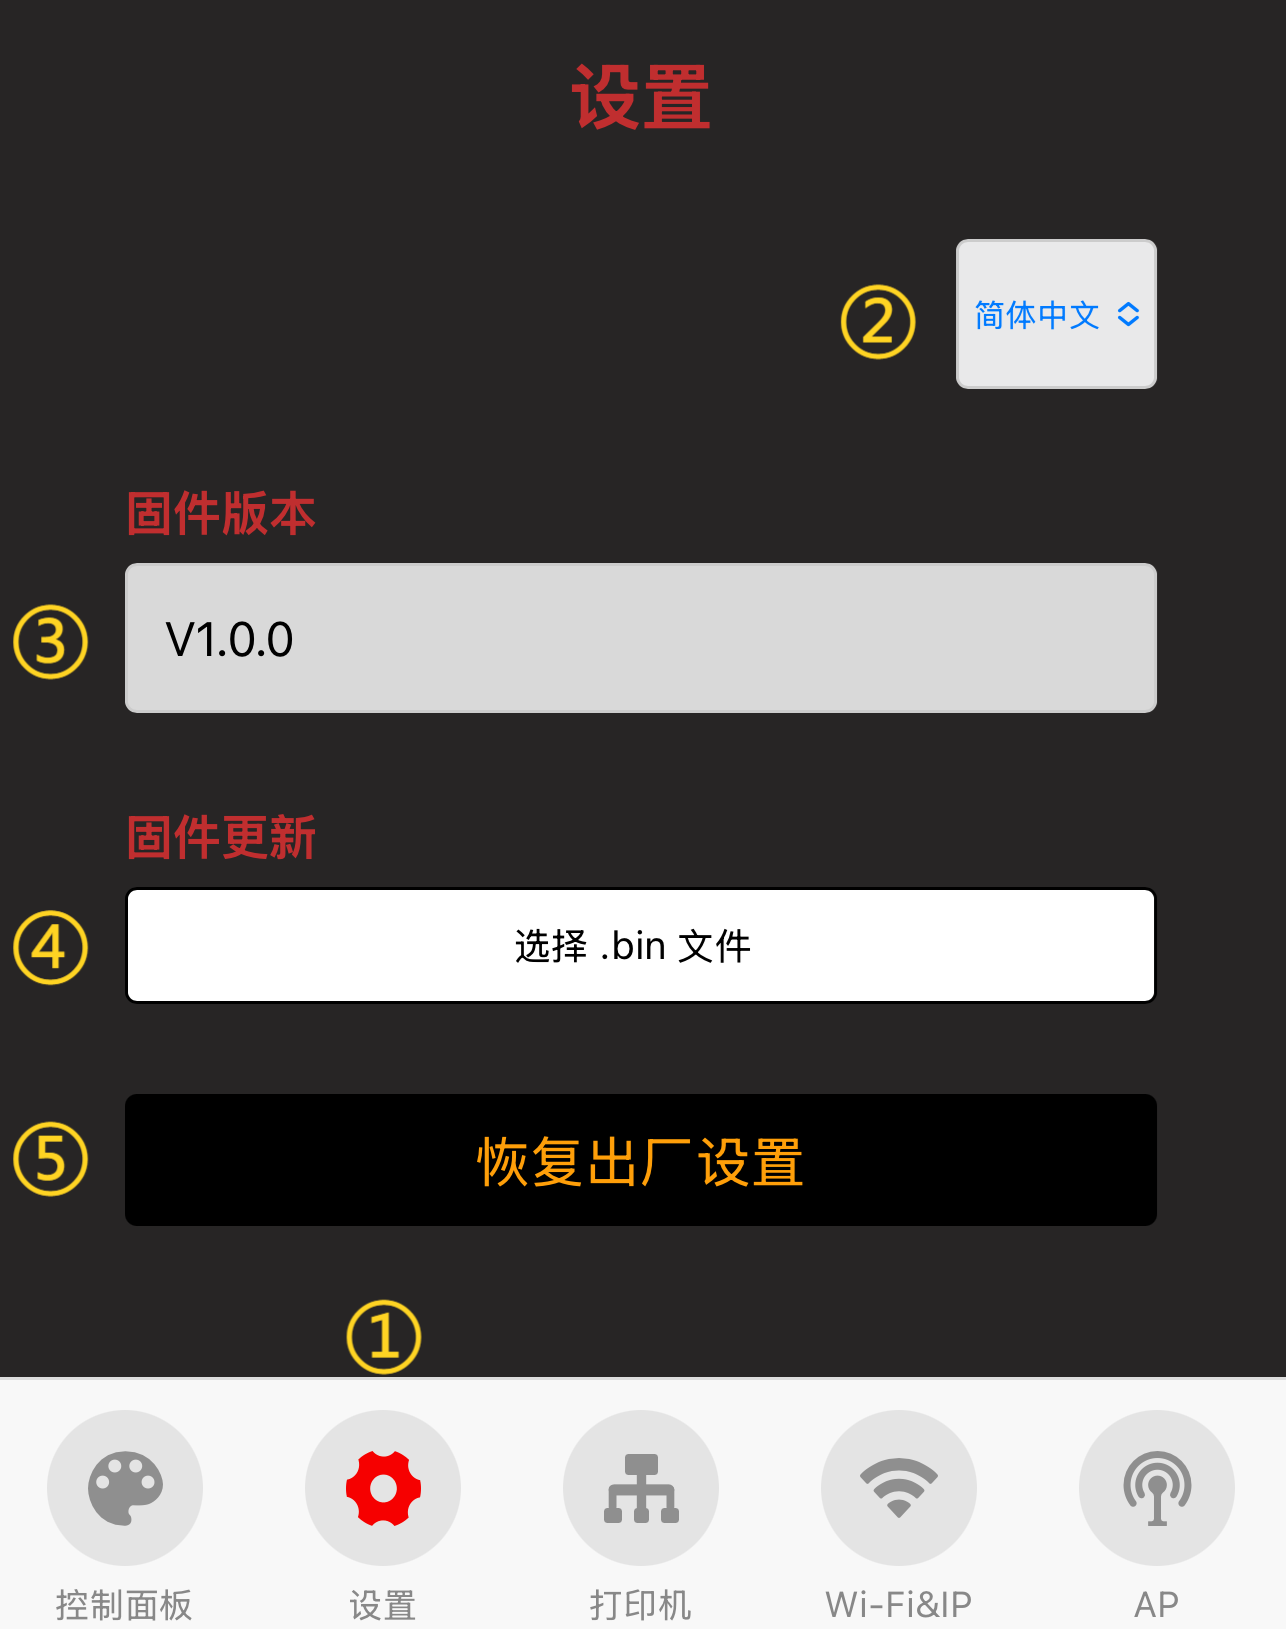 设置
② 简体中文
固件版本
③ V1.0.0
固件更新
④ 选择 .bin 文件
⑤ 恢复出厂设置
①
控制面板 设置 打印机 Wi-Fi&IP AP